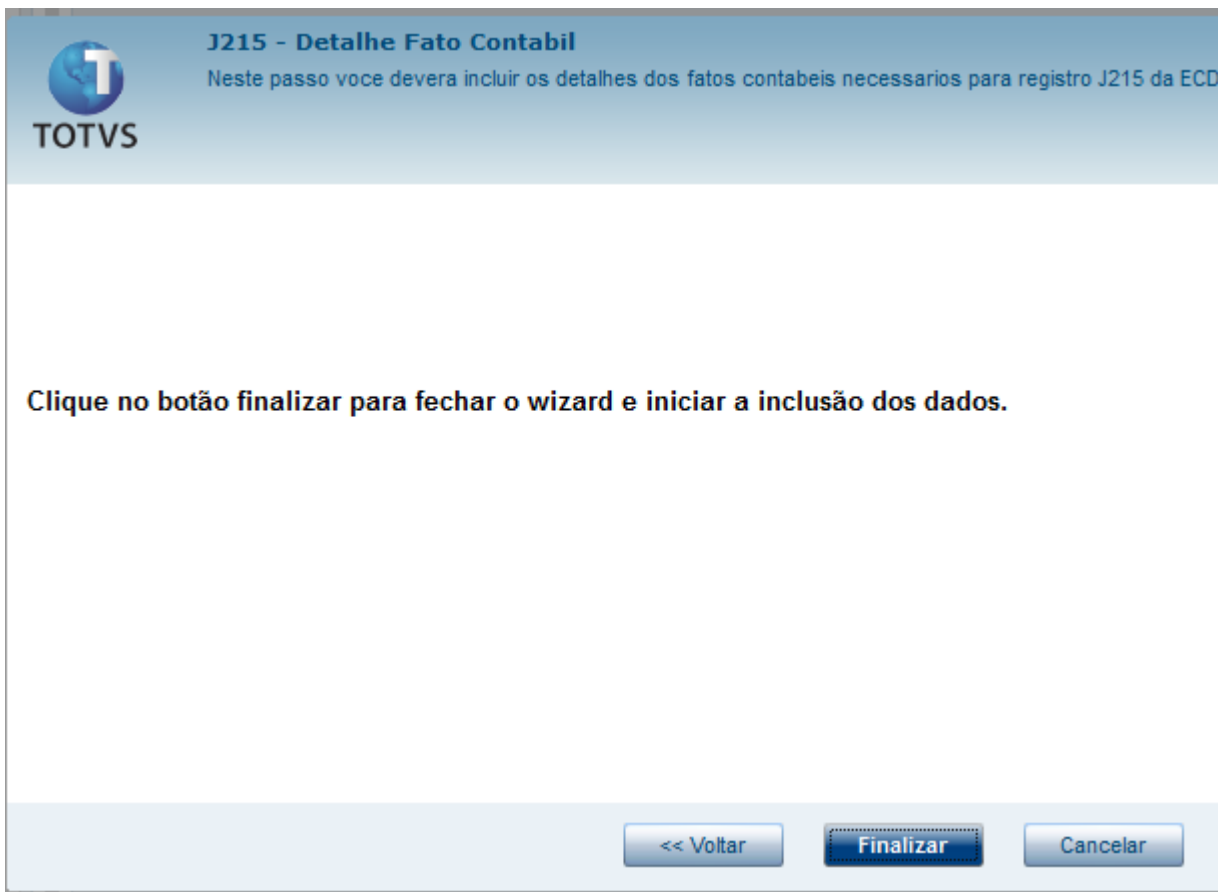 J215 - Detalhe Fato Contabil
Neste passo voce devera incluir os detalhes dos fatos contabeis necessarios para registro J215 da ECD
TOTVS
Clique no botão finalizar para fechar o wizard e iniciar a inclusão dos dados.
<< Voltar
Finalizar
Cancelar